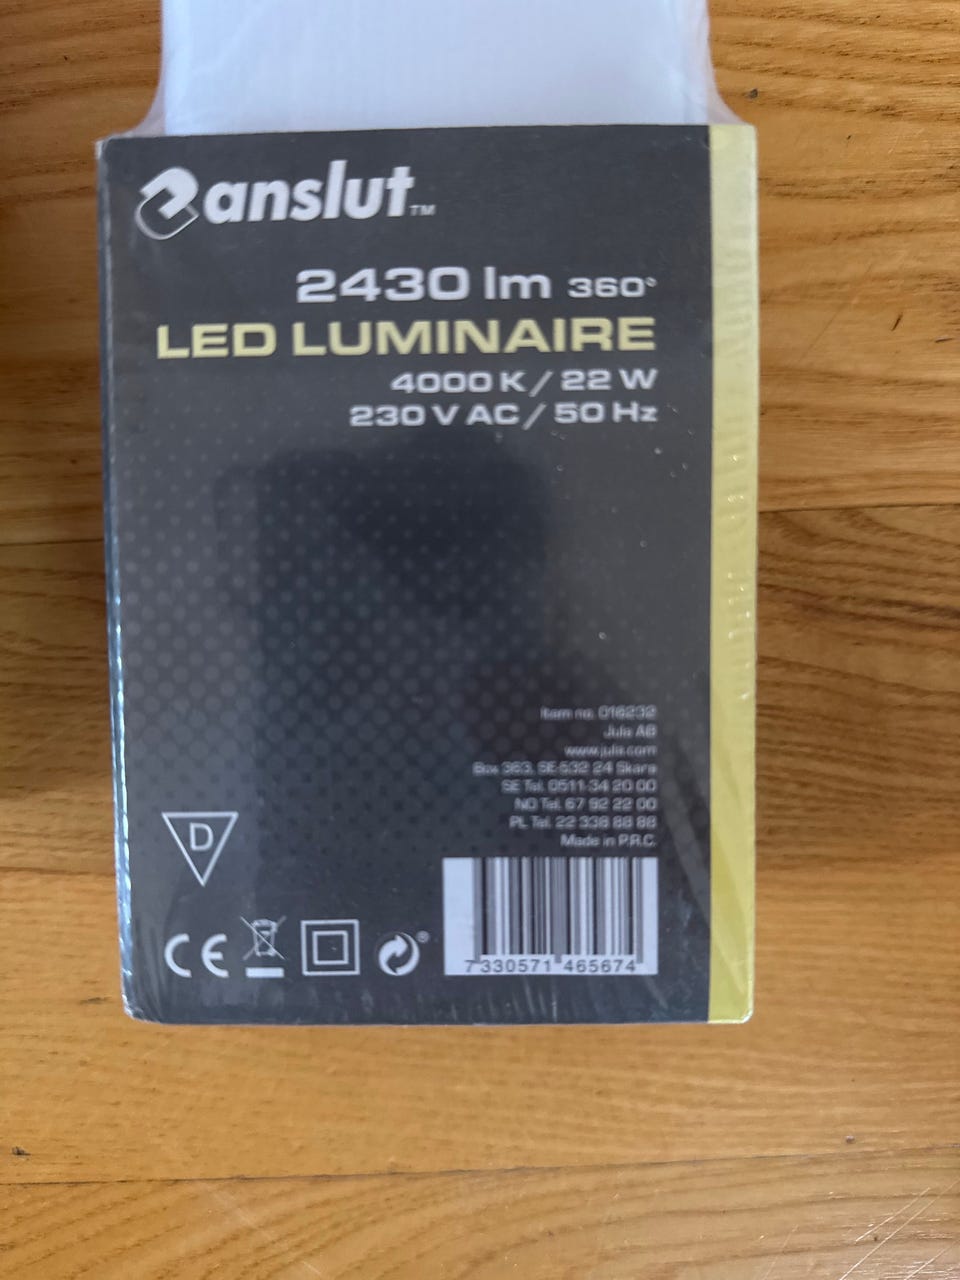 anslut™
2430 lm 360°
LED LUMINAIRE
4000 K / 22 W
230 V AC / 50 Hz
Item no. 016232
Jula AB
www.jula.com
Box 363, SE-532 24 Skara
SE Tel. 0511-34 20 00
NO Tel. 67 92 22 00
PL Tel. 22 338 88 88
Made in P.R.C.
D
CE
®
7 330571 465674